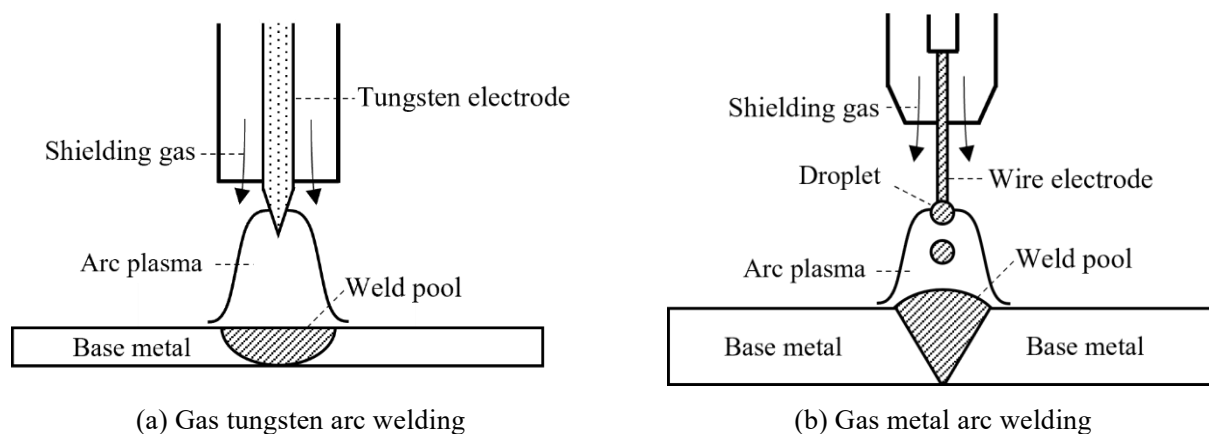 Tungsten electrode
Shielding gas
Arc plasma
Weld pool
Base metal
(a) Gas tungsten arc welding
Shielding gas
Droplet
Wire electrode
Arc plasma
Weld pool
Base metal
Base metal
(b) Gas metal arc welding